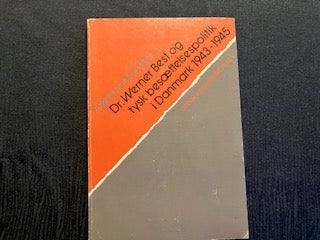 Dr. Werner Best og
tysk besættelsespolitik
i Danmark 1943-1945